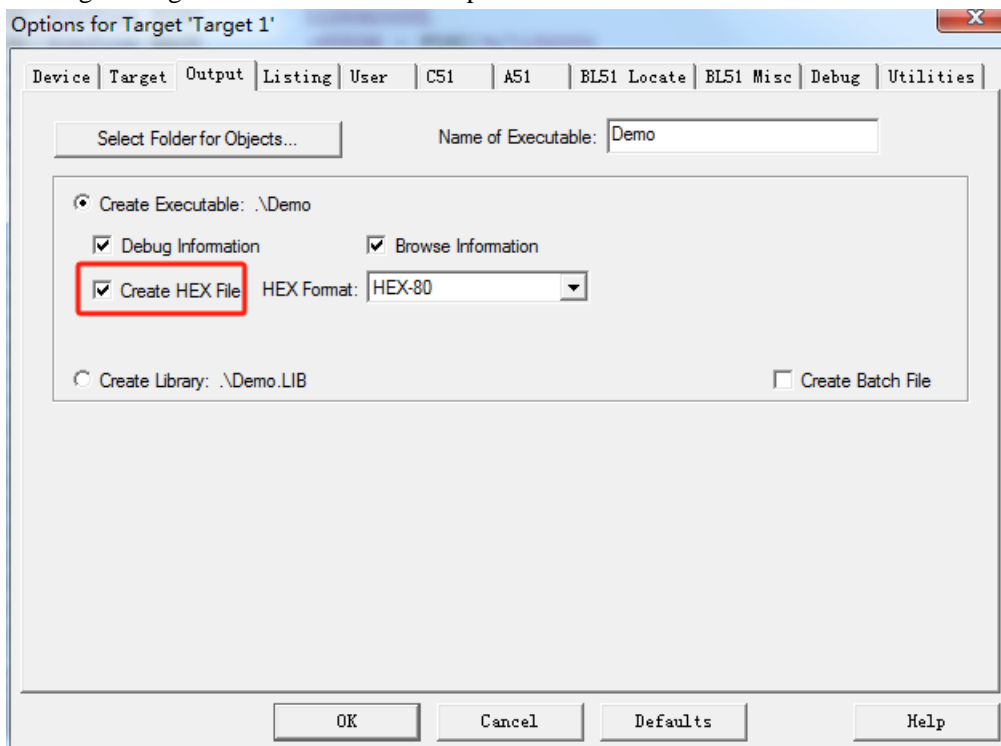 Options for Target 'Target 1'
Device Target Output Listing User C51 A51 BL51 Locate BL51 Misc Debug Utilities
Select Folder for Objects... Name of Executable: Demo
Create Executable: .\Demo
Debug Information Browse Information
Create HEX File HEX Format: HEX-80
Create Library: .\Demo.LIB Create Batch File
OK Cancel Defaults Help